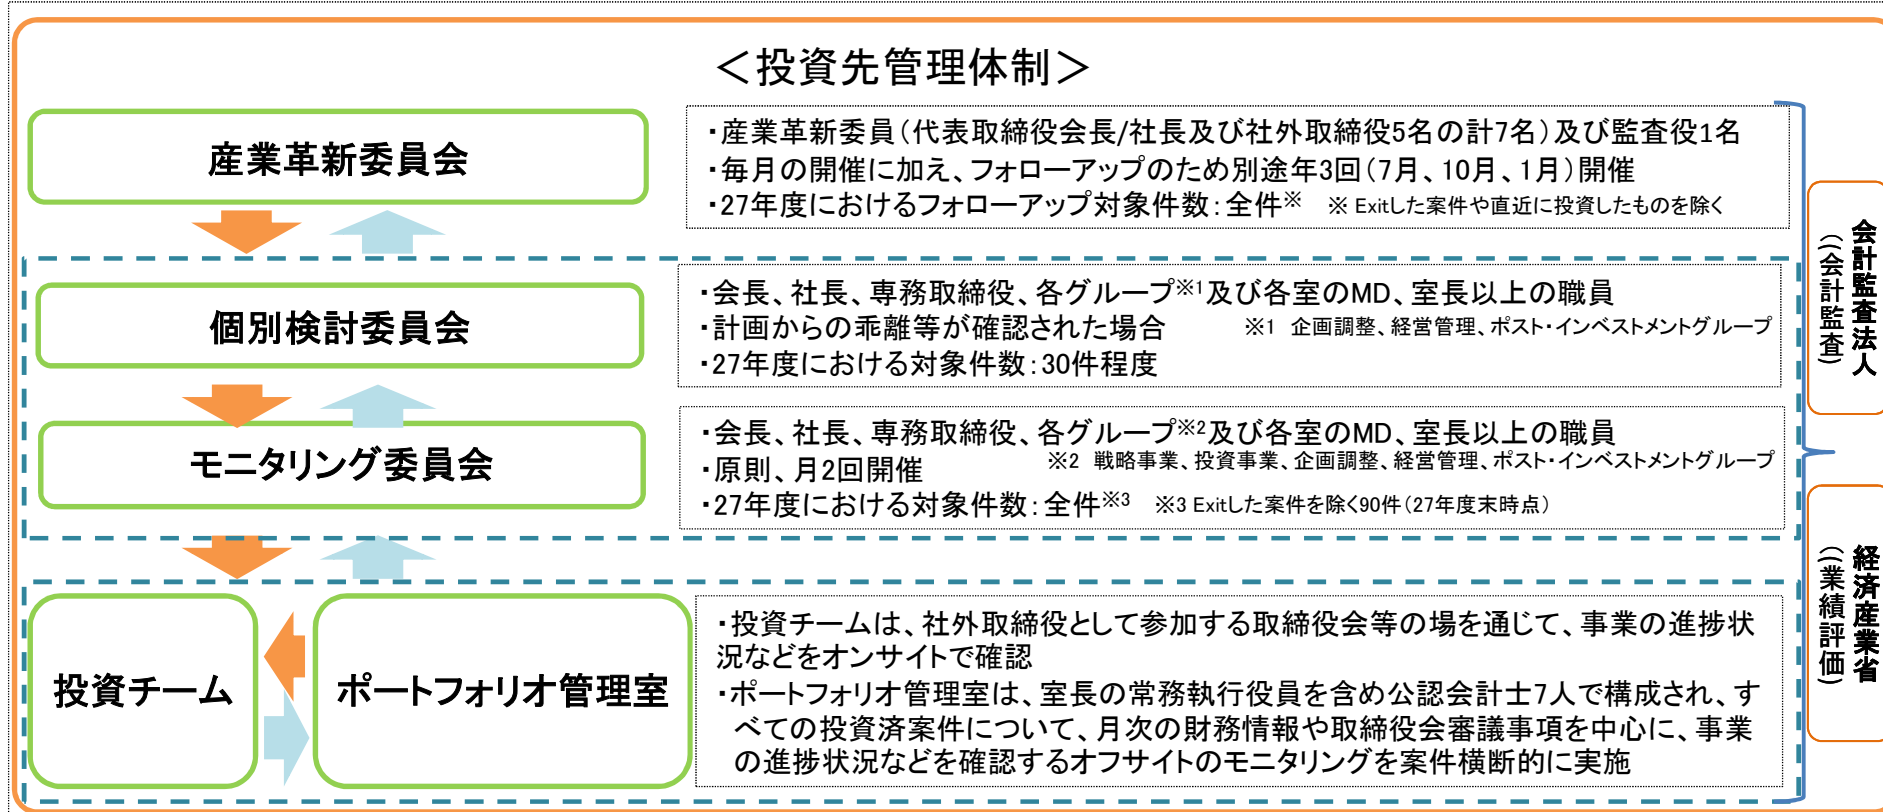 ＜投資先管理体制＞
産業革新委員会
・産業革新委員（代表取締役会長/社長及び社外取締役5名の計7名）及び監査役1名
・毎月の開催に加え、フォローアップのため別途年3回（7月、10月、1月）開催
・27年度におけるフォローアップ対象件数：全件※　※ Exitした案件や直近に投資したものを除く
個別検討委員会
・会長、社長、専務取締役、各グループ※1及び各室のMD、室長以上の職員
・計画からの乖離等が確認された場合　※1 企画調整、経営管理、ポスト・インベストメントグループ
・27年度における対象件数：30件程度
モニタリング委員会
・会長、社長、専務取締役、各グループ※2及び各室のMD、室長以上の職員
・原則、月2回開催　※2 戦略事業、投資事業、企画調整、経営管理、ポスト・インベストメントグループ
・27年度における対象件数：全件※3　※3 Exitした案件を除く90件（27年度末時点）
投資チーム
ポートフォリオ管理室
・投資チームは、社外取締役として参加する取締役会等の場を通じて、事業の進捗状
況などをオンサイトで確認
・ポートフォリオ管理室は、室長の常務執行役員を含め公認会計士7人で構成され、す
べての投資済案件について、月次の財務情報や取締役会審議事項を中心に、事業
の進捗状況などを確認するオフサイトのモニタリングを案件横断的に実施
会計監査法人
（（会計監査）
経済産業省
（（業績評価）